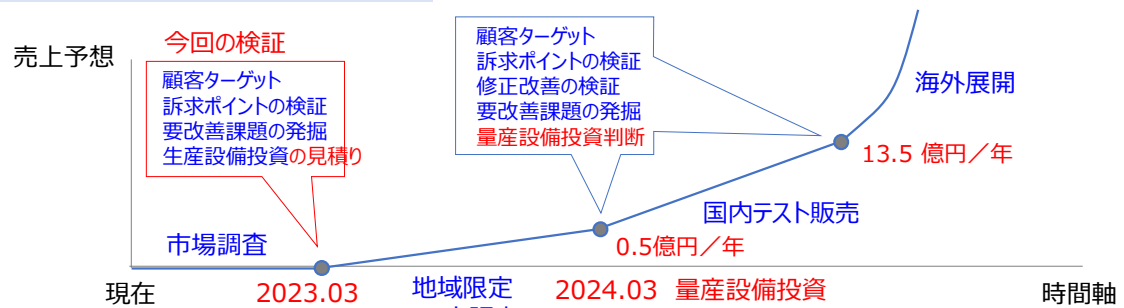 売上予想
今回の検証
顧客ターゲット
訴求ポイントの検証
要改善課題の発掘
生産設備投資の見積り
顧客ターゲット
訴求ポイントの検証
修正改善の検証
要改善課題の発掘
量産設備投資判断
海外展開
13.5 億円／年
国内テスト販売
0.5億円／年
市場調査
現在
2023.03
地域限定
2024.03
量産設備投資
時間軸